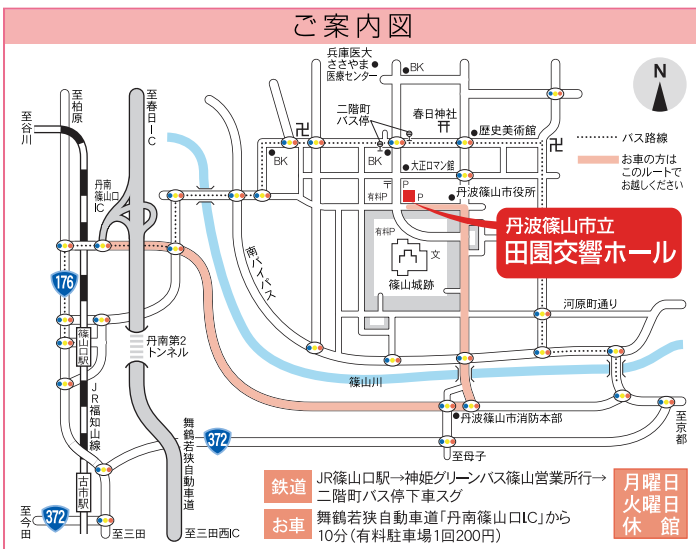 ご案内図
兵庫医大
ささやま
医療センター
BK
至柏原
至春日IC
至谷川
二階町
バス停
春日神社
歴史美術館
N
バス路線
お車の方は
このルートで
お越しください
BK
BK
大正ロマン館
丹南
篠山口
IC
〒
有料P
P
P
丹波篠山市役所
丹波篠山市立
田園交響ホール
有料P
文
篠山城跡
南バイパス
176
河原町通り
篠山口駅
丹南第2
トンネル
篠山川
JR福知山線
舞鶴若狭自動車道
丹波篠山市消防本部
至京都
372
至母子
古市駅
372
至今田
至三田
至三田西IC
鉄道
JR篠山口駅→神姫グリーンバス篠山営業所行→
二階町バス停下車スグ
お車
舞鶴若狭自動車道「丹南篠山口I.C」から
10分(有料駐車場1回200円)
月曜日
火曜日
休館